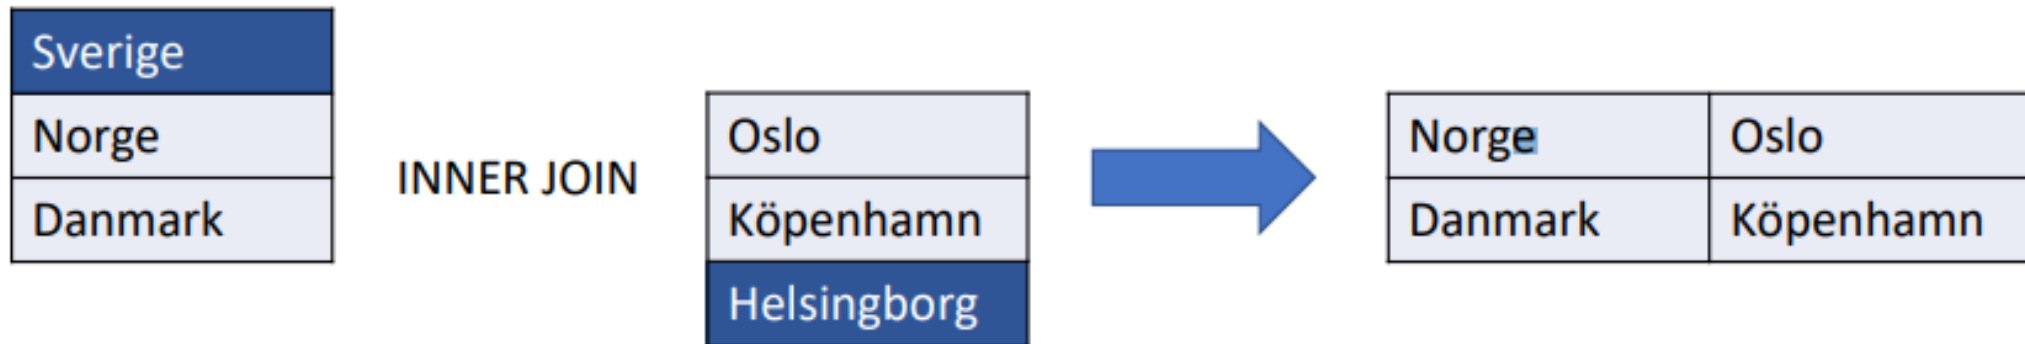 Sverige
Norge
Danmark
INNER JOIN
Oslo
Köpenhamn
Helsingborg
Norge Oslo
Danmark Köpenhamn